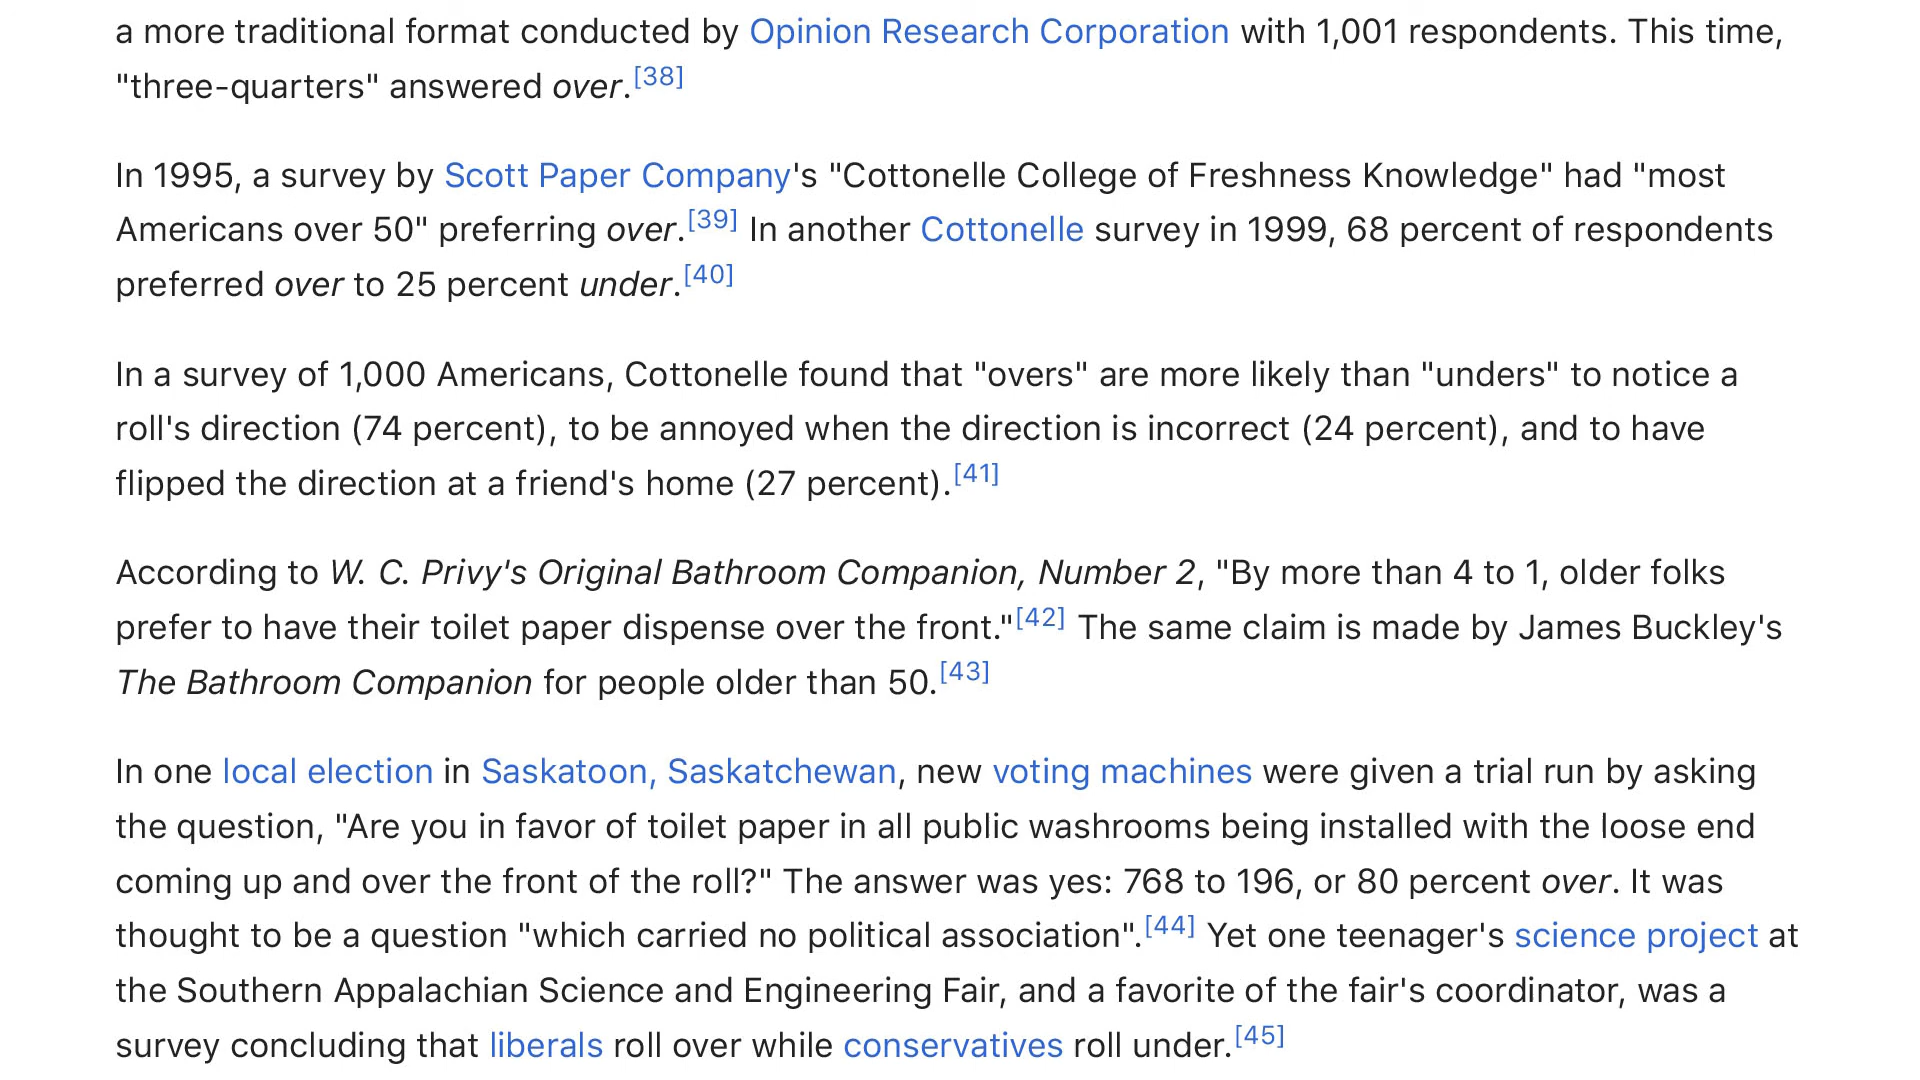 a more traditional format conducted by Opinion Research Corporation with 1,001 respondents. This time,
"three-quarters" answered over.[38]
In 1995, a survey by Scott Paper Company's "Cottonelle College of Freshness Knowledge" had "most
Americans over 50" preferring over.[39] In another Cottonelle survey in 1999, 68 percent of respondents
preferred over to 25 percent under.[40]
In a survey of 1,000 Americans, Cottonelle found that "overs" are more likely than "unders" to notice a
roll's direction (74 percent), to be annoyed when the direction is incorrect (24 percent), and to have
flipped the direction at a friend's home (27 percent).[41]
According to W. C. Privy's Original Bathroom Companion, Number 2, "By more than 4 to 1, older folks
prefer to have their toilet paper dispense over the front."[42] The same claim is made by James Buckley's
The Bathroom Companion for people older than 50.[43]
In one local election in Saskatoon, Saskatchewan, new voting machines were given a trial run by asking
the question, "Are you in favor of toilet paper in all public washrooms being installed with the loose end
coming up and over the front of the roll?" The answer was yes: 768 to 196, or 80 percent over. It was
thought to be a question "which carried no political association".[44] Yet one teenager's science project at
the Southern Appalachian Science and Engineering Fair, and a favorite of the fair's coordinator, was a
survey concluding that liberals roll over while conservatives roll under.[45]